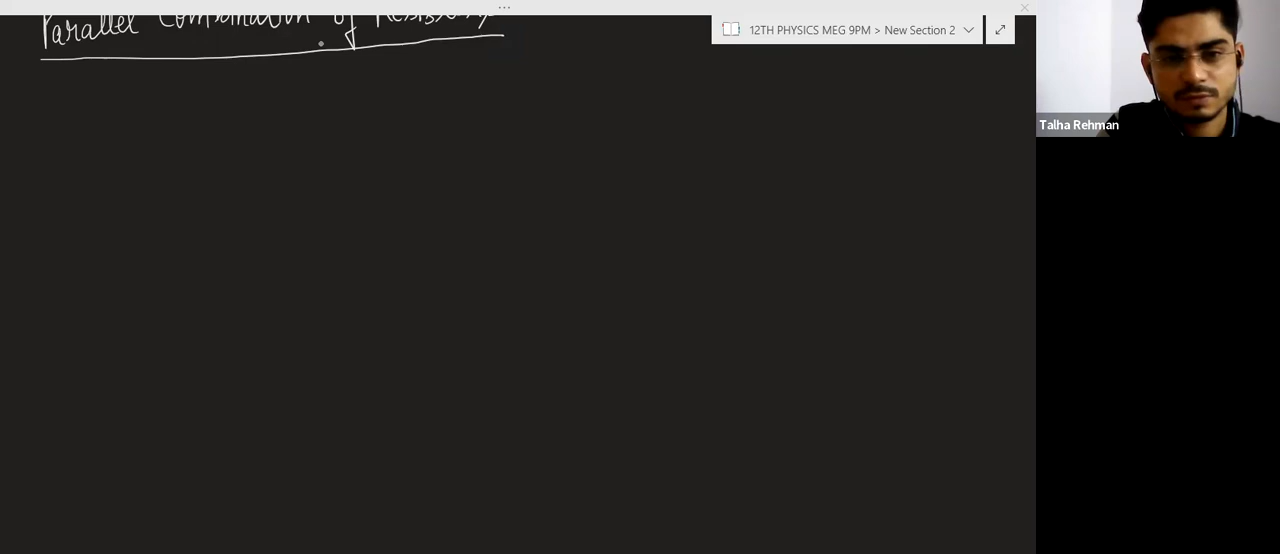 Parallel Combination of Resistors
12TH PHYSICS MEG 9PM > New Section 2
Talha Rehman